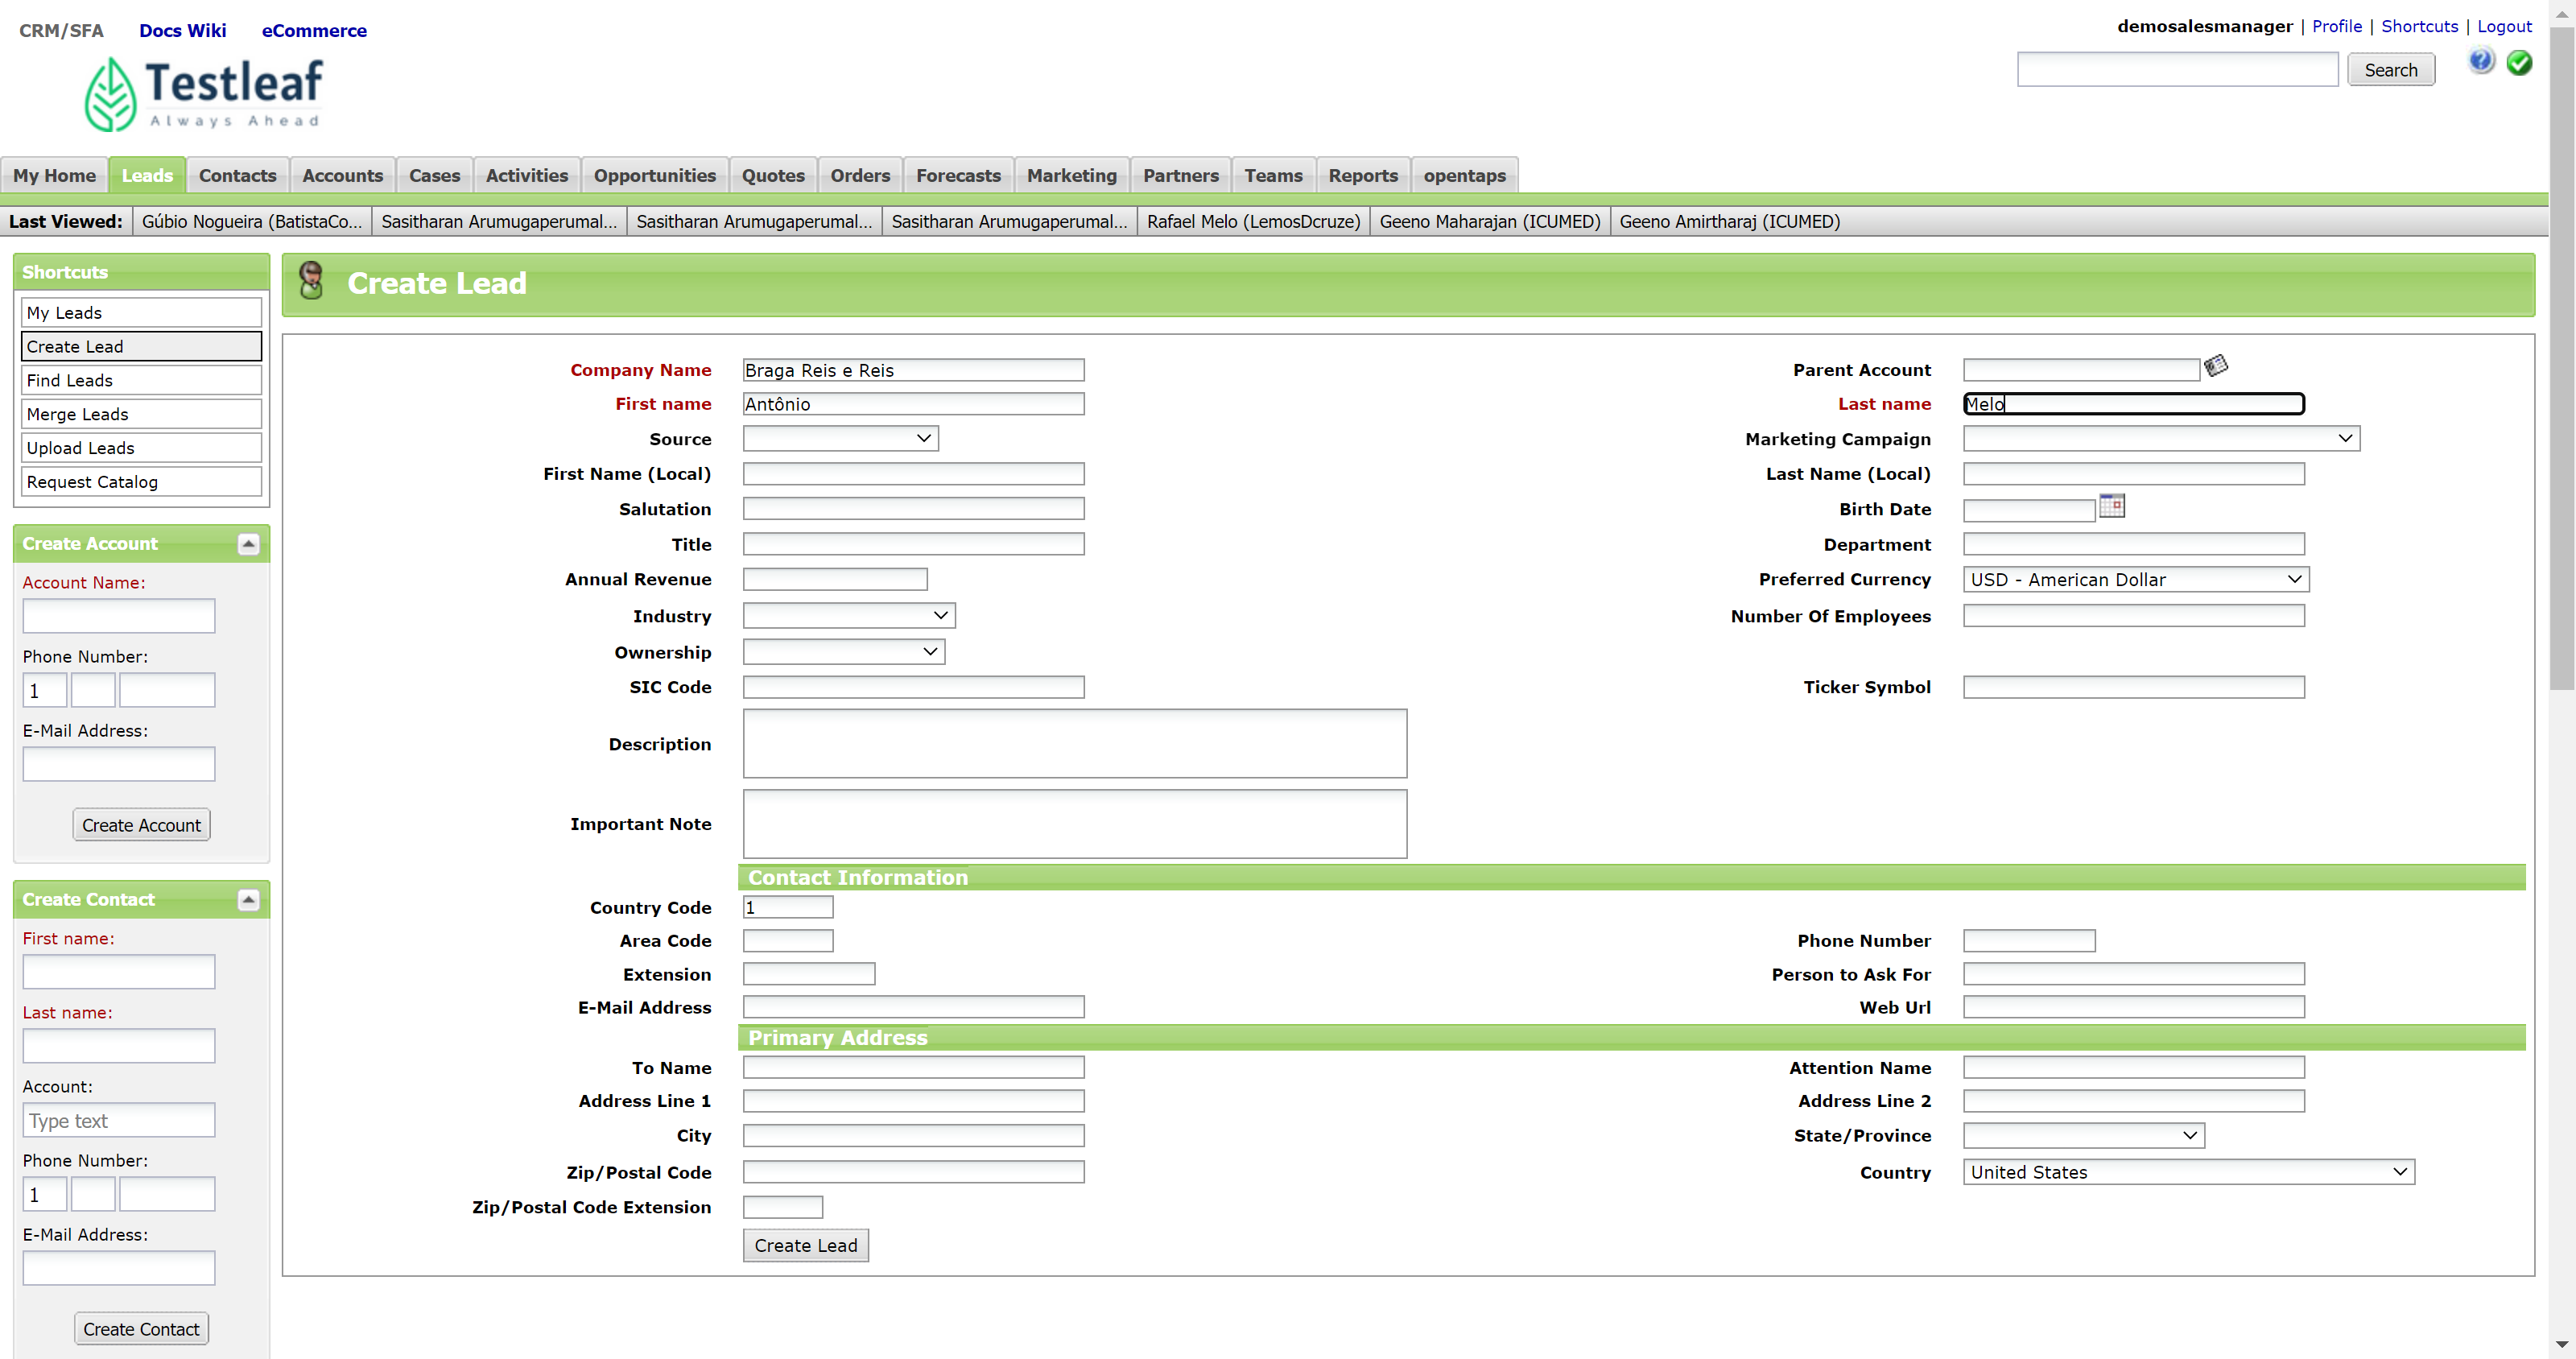 CRM/SFA Docs Wiki eCommerce
demosalesmanager | Profile | Shortcuts | Logout
Testleaf
Always Ahead
Search
My Home Leads Contacts Accounts Cases Activities Opportunities Quotes Orders Forecasts Marketing Partners Teams Reports opentaps
Last Viewed: Gúbio Nogueira (BatistaCo... Sasitharan Arumugaperumal... Sasitharan Arumugaperumal... Sasitharan Arumugaperumal... Rafael Melo (LemosDcruze) Geeno Maharajan (ICUMED) Geeno Amirtharaj (ICUMED)
Shortcuts
My Leads
Create Lead
Find Leads
Merge Leads
Upload Leads
Request Catalog
Create Account
Account Name:
Phone Number:
1
E-Mail Address:
Create Account
Create Contact
First name:
Last name:
Account:
Type text
Phone Number:
1
E-Mail Address:
Create Contact
Create Lead
Company Name Braga Reis e Reis Parent Account
First name Antônio Last name Melo
Source Marketing Campaign
First Name (Local) Last Name (Local)
Salutation Birth Date
Title Department
Annual Revenue Preferred Currency USD - American Dollar
Industry Number Of Employees
Ownership
SIC Code Ticker Symbol
Description
Important Note
Contact Information
Country Code 1
Area Code Phone Number
Extension Person to Ask For
E-Mail Address Web Url
Primary Address
To Name Attention Name
Address Line 1 Address Line 2
City State/Province
Zip/Postal Code Country United States
Zip/Postal Code Extension
Create Lead